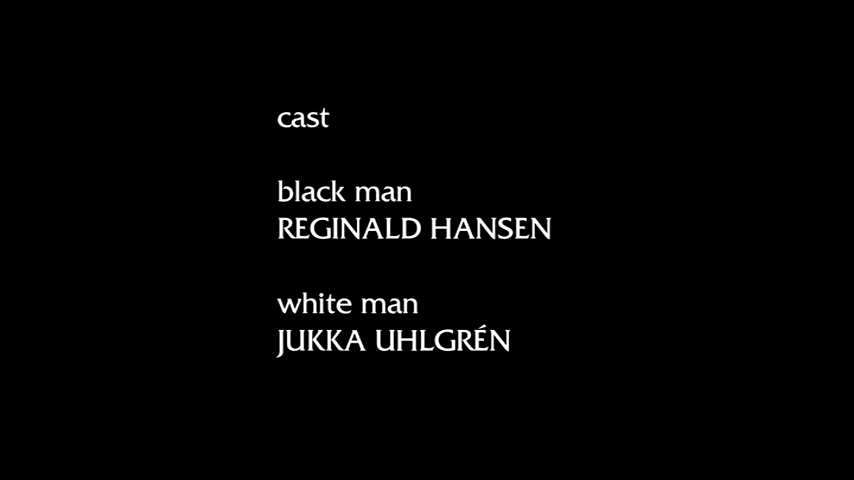 cast
black man
REGINALD HANSEN
white man
JUKKA UHLGRÉN